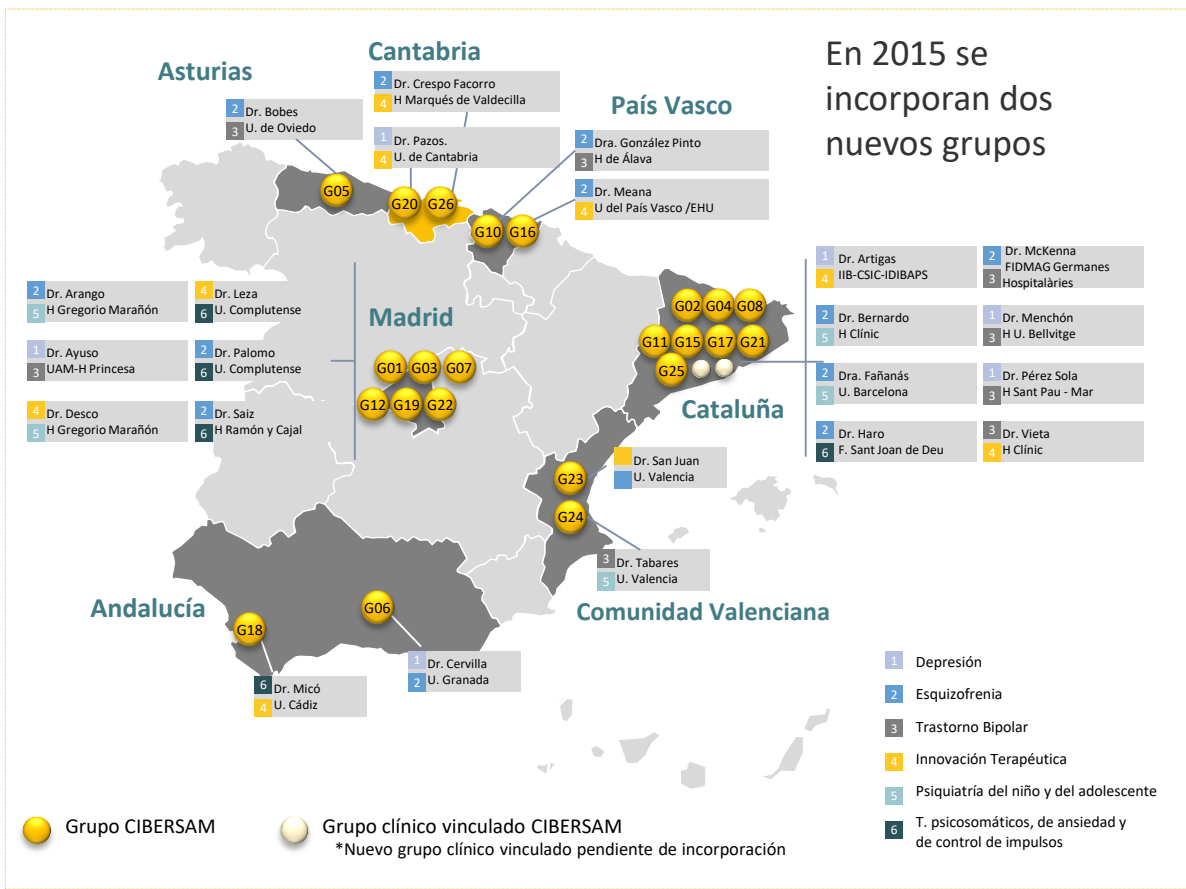 En 2015 se
incorporan dos
nuevos grupos
Asturias
2 Dr. Bobes
3 U. de Oviedo
Cantabria
2 Dr. Crespo Facorro
4 H Marqués de Valdecilla
1 Dr. Pazos.
4 U. de Cantabria
País Vasco
2 Dra. González Pinto
3 H de Álava
2 Dr. Meana
4 U del País Vasco /EHU
G05
G20 G26
G10 G16
2 Dr. Arango
5 H Gregorio Marañón
4 Dr. Leza
6 U. Complutense
1 Dr. Ayuso
3 UAM-H Princesa
2 Dr. Palomo
6 U. Complutense
4 Dr. Desco
5 H Gregorio Marañón
2 Dr. Saiz
6 H Ramón y Cajal
Madrid
G01 G03 G07
G12 G19 G22
G02 G04 G08
G11 G15 G17 G21
G25
Cataluña
1 Dr. Artigas
4 IIB-CSIC-IDIBAPS
2 Dr. McKenna
FIDMAG Germanes
3 Hospitalàries
2 Dr. Bernardo
5 H Clínic
1 Dr. Menchón
3 H U. Bellvitge
2 Dra. Fañanás
5 U. Barcelona
1 Dr. Pérez Sola
3 H Sant Pau - Mar
2 Dr. Haro
6 F. Sant Joan de Deu
3 Dr. Vieta
4 H Clínic
G23
Dr. San Juan
U. Valencia
G24
3 Dr. Tabares
5 U. Valencia
Comunidad Valenciana
Andalucía
G18
G06
1 Dr. Cervilla
2 U. Granada
6 Dr. Micó
4 U. Cádiz
1 Depresión
2 Esquizofrenia
3 Trastorno Bipolar
4 Innovación Terapéutica
5 Psiquiatría del niño y del adolescente
6 T. psicosomáticos, de ansiedad y
de control de impulsos
Grupo CIBERSAM
Grupo clínico vinculado CIBERSAM
*Nuevo grupo clínico vinculado pendiente de incorporación